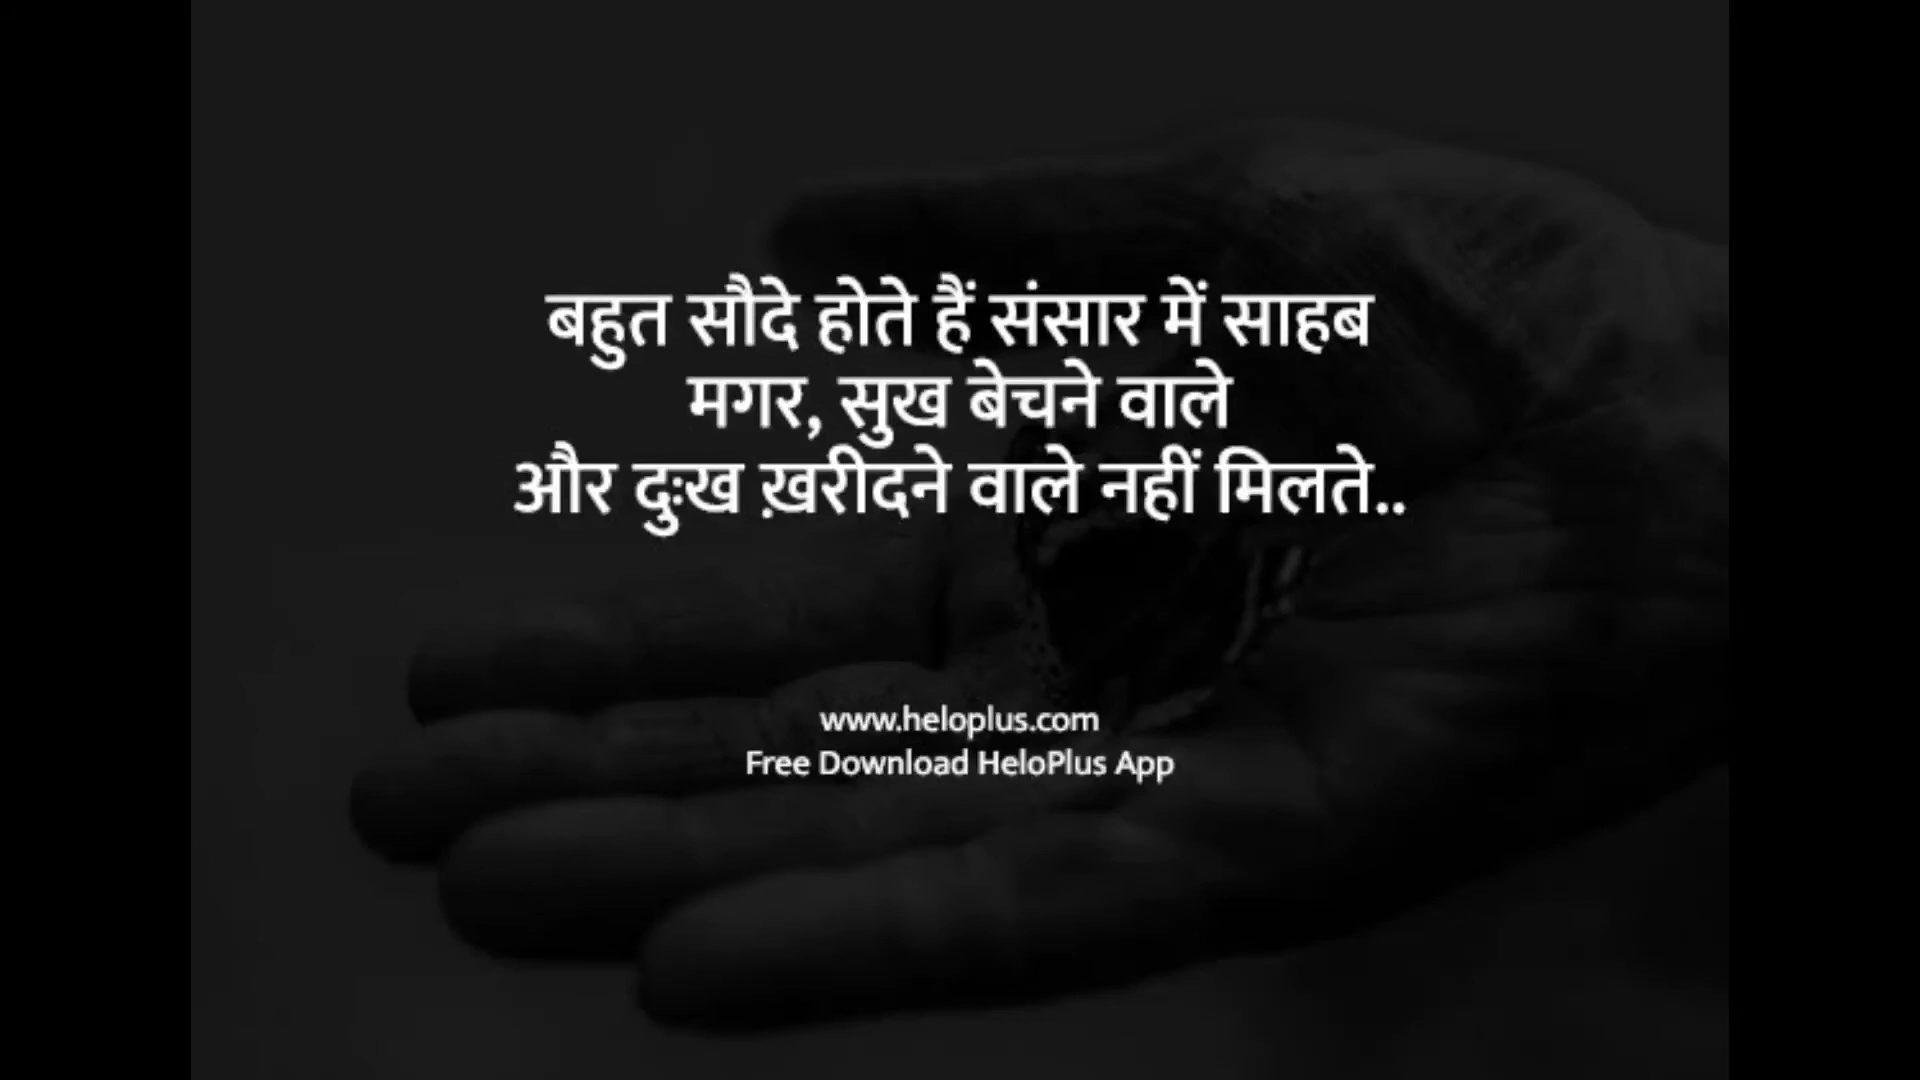 बहुत सौदे होते हैं संसार में साहब
मगर, सुख बेचने वाले
और दुःख ख़रीदने वाले नहीं मिलते..
www.heloplus.com
Free Download HeloPlus App